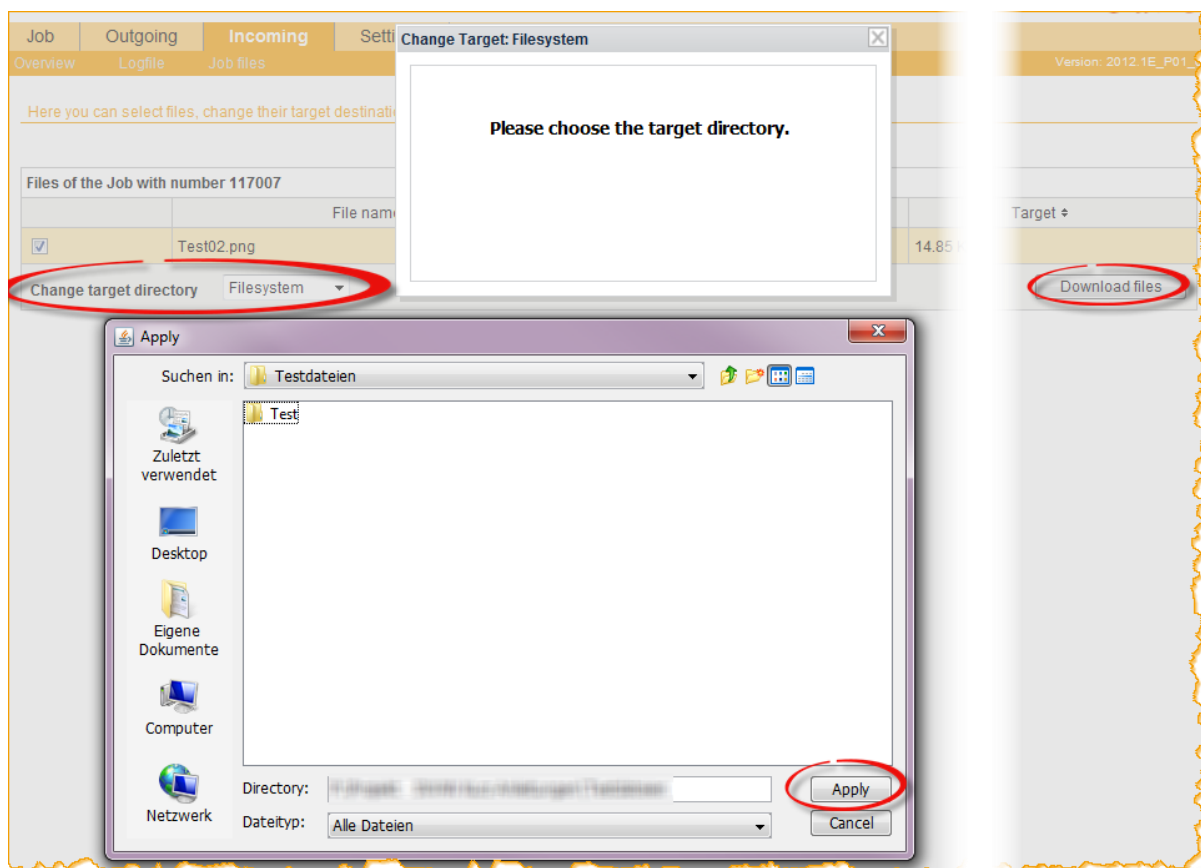 Job Outgoing Incoming Setti
Overview Logfile Job files Version: 2012.1E_P01_
Here you can select files, change their target destinati
Change Target: Filesystem
Please choose the target directory.
Files of the Job with number 117007
File name Target
Test02.png 14.85
Change target directory Filesystem Download files
Apply
Suchen in: Testdateien
Test
Zuletzt
verwendet
Desktop
Eigene
Dokumente
Computer
Netzwerk
Directory: Apply
Dateityp: Alle Dateien Cancel